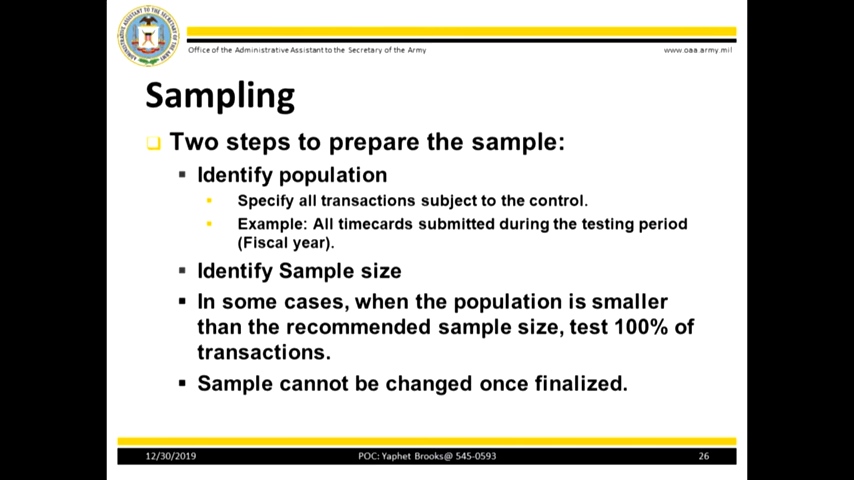 Office of the Administrative Assistant to the Secretary of the Army
www.oaa.army.mil
Sampling
Two steps to prepare the sample:
Identify population
Specify all transactions subject to the control.
Example: All timecards submitted during the testing period
(Fiscal year).
Identify Sample size
In some cases, when the population is smaller
than the recommended sample size, test 100% of
transactions.
Sample cannot be changed once finalized.
12/30/2019
POC: Yaphet Brooks@ 545-0593
26